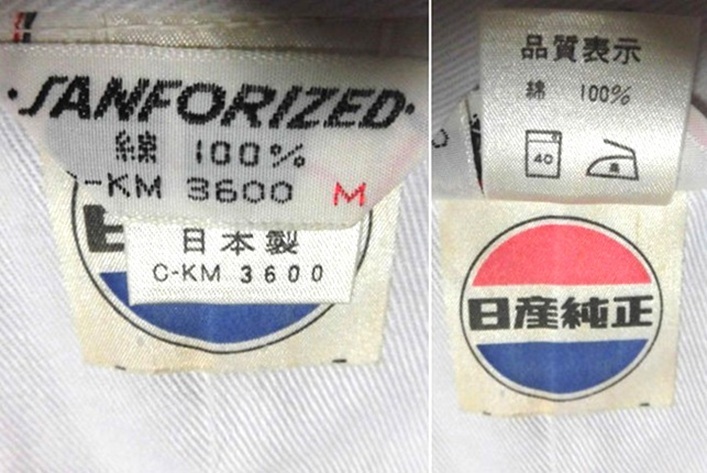 SANFORIZED
綿 100%
-KM 3600 M
日本製
C-KM 3600
品質表示
綿 100%
40
高
日産純正